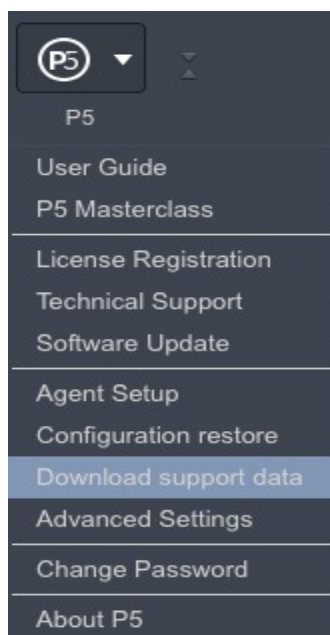 P5
P5
User Guide
P5 Masterclass
License Registration
Technical Support
Software Update
Agent Setup
Configuration restore
Download support data
Advanced Settings
Change Password
About P5